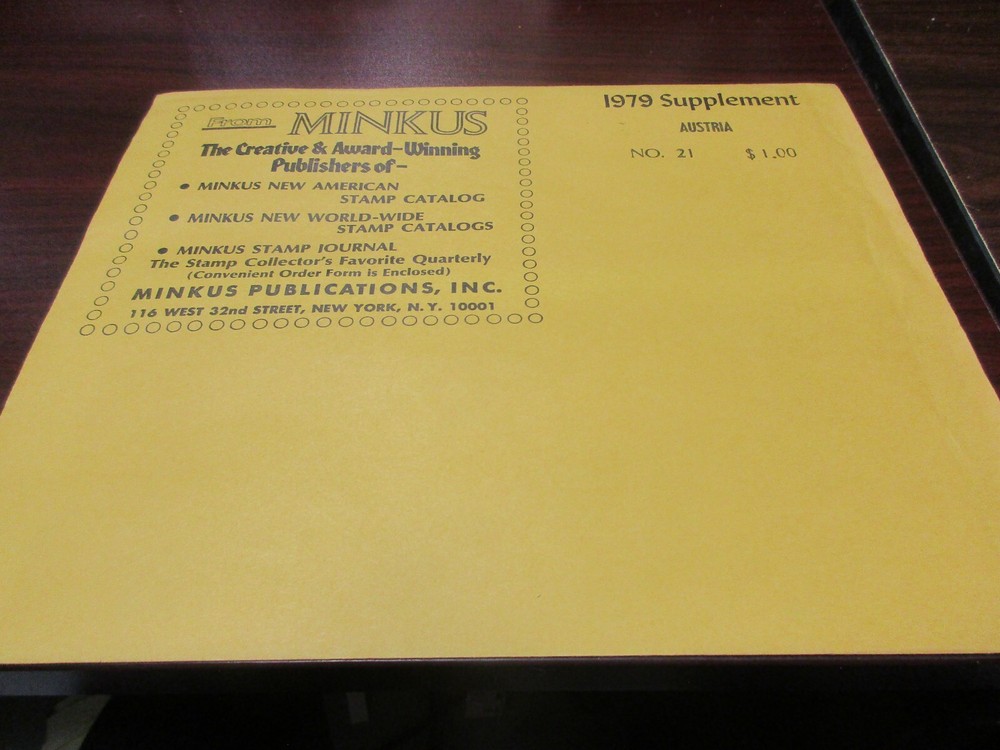 From MINKUS
The Creative & Award-Winning
Publishers of-
• MINKUS NEW AMERICAN
STAMP CATALOG
• MINKUS NEW WORLD-WIDE
STAMP CATALOGS
• MINKUS STAMP JOURNAL
The Stamp Collector's Favorite Quarterly
(Convenient Order Form is Enclosed)
MINKUS PUBLICATIONS, INC.
116 WEST 32nd STREET, NEW YORK, N.Y. 10001
1979 Supplement
AUSTRIA
NO. 21 $1.00